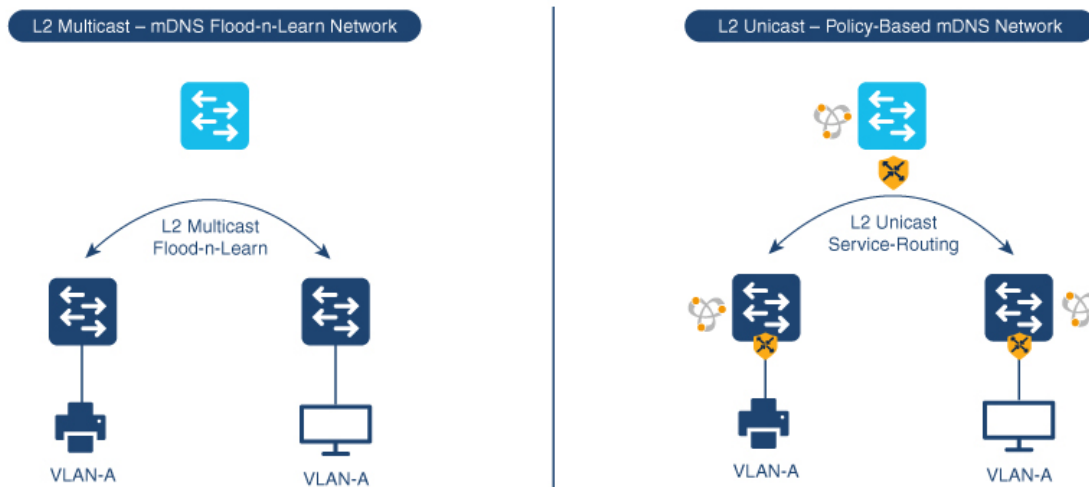 L2 Multicast – mDNS Flood-n-Learn Network
L2 Multicast
Flood-n-Learn
VLAN-A
VLAN-A
L2 Unicast – Policy-Based mDNS Network
L2 Unicast
Service-Routing
VLAN-A
VLAN-A